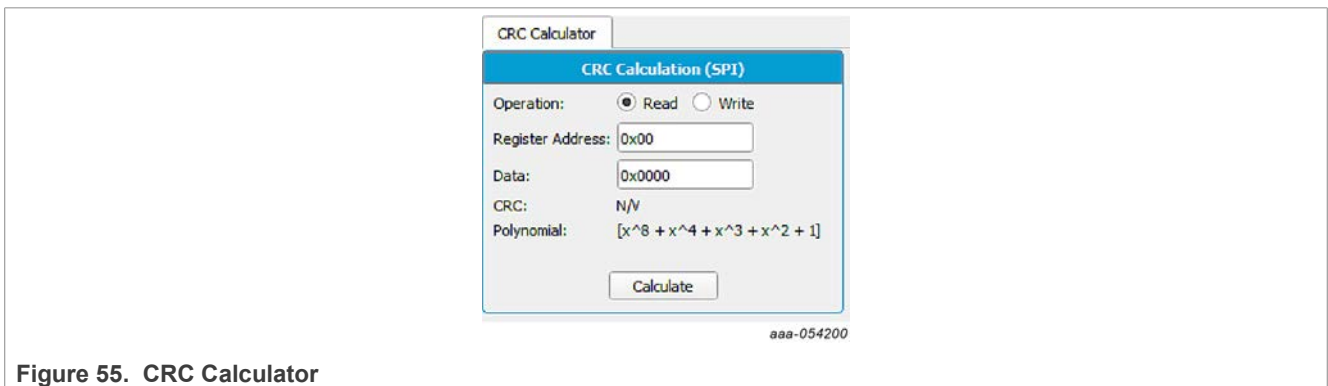 CRC Calculator
CRC Calculation (SPI)
Operation: Read Write
Register Address: 0x00
Data: 0x0000
CRC: N/V
Polynomial: [x^8 + x^4 + x^3 + x^2 + 1]
Calculate
aaa-054200
Figure 55. CRC Calculator